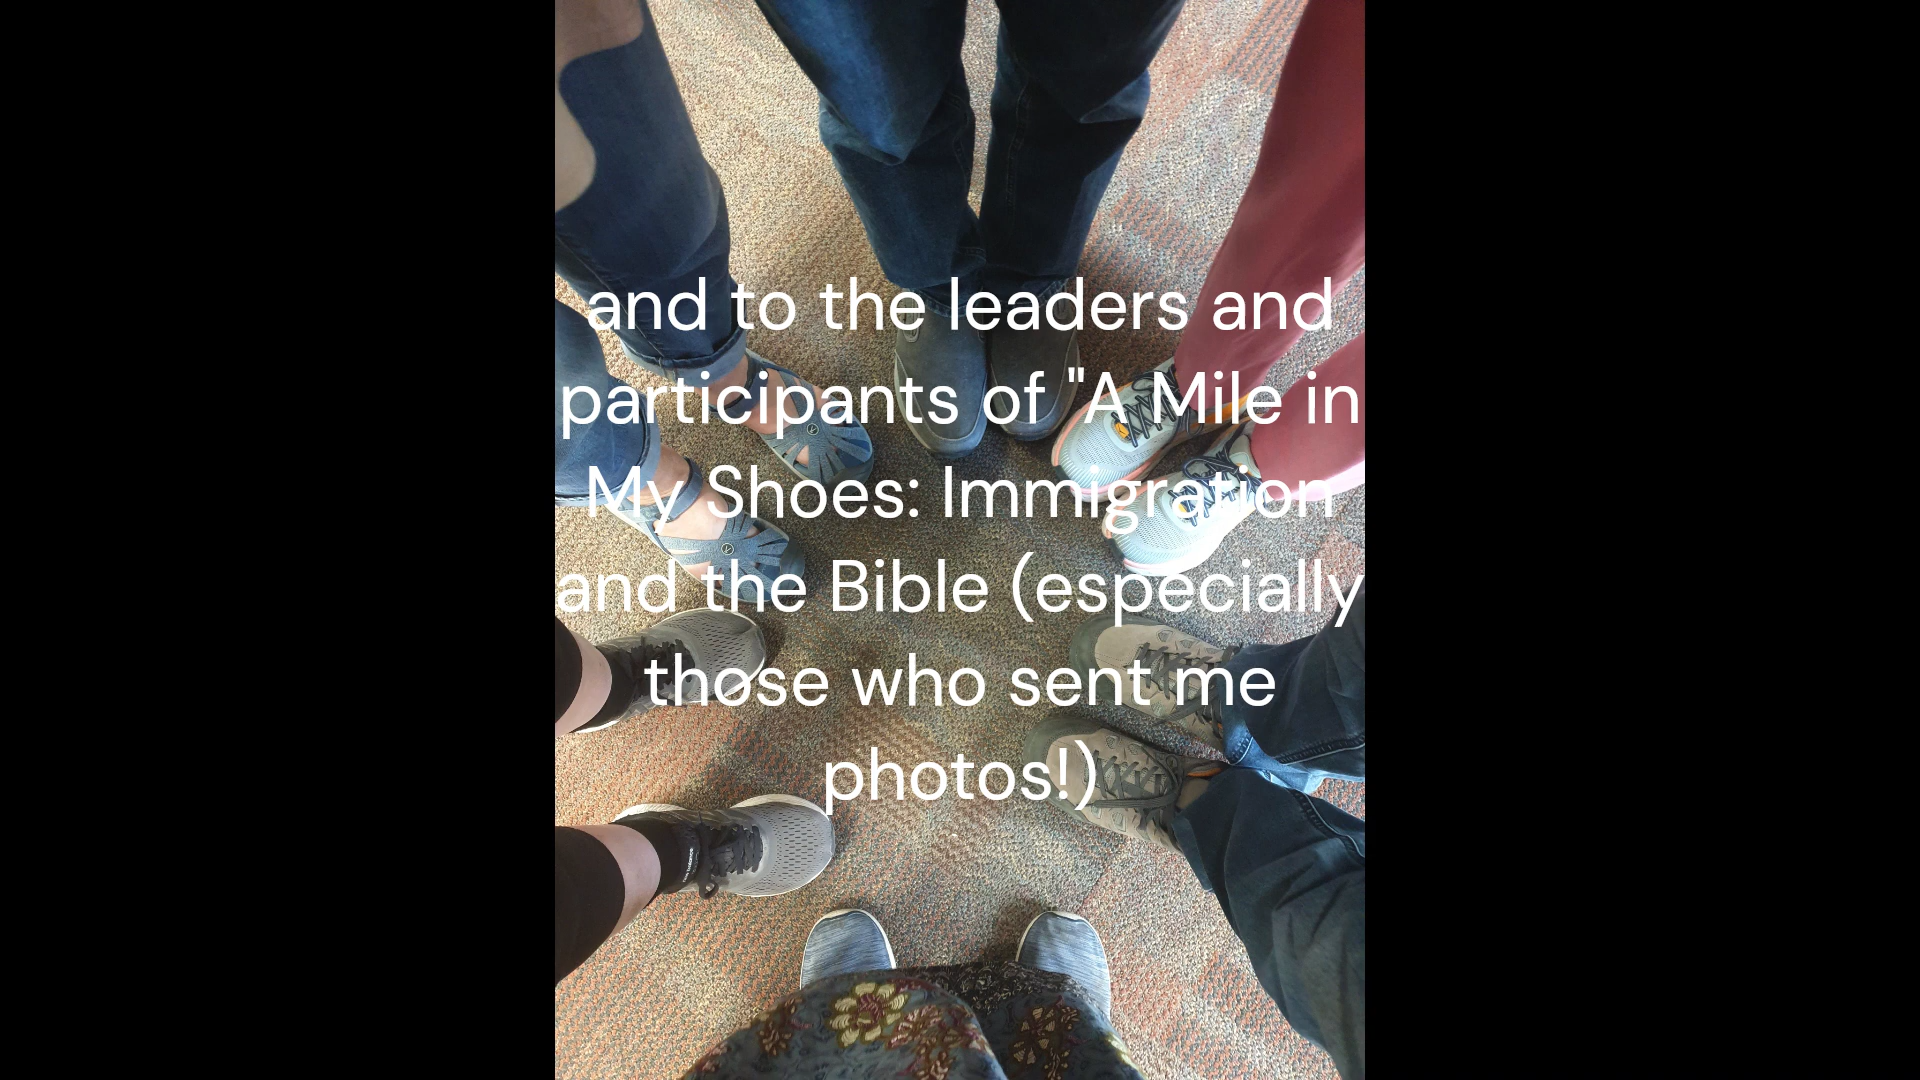 and to the leaders and
participants of "A Mile in
My Shoes: Immigration
and the Bible (especially
those who sent me
photos!)